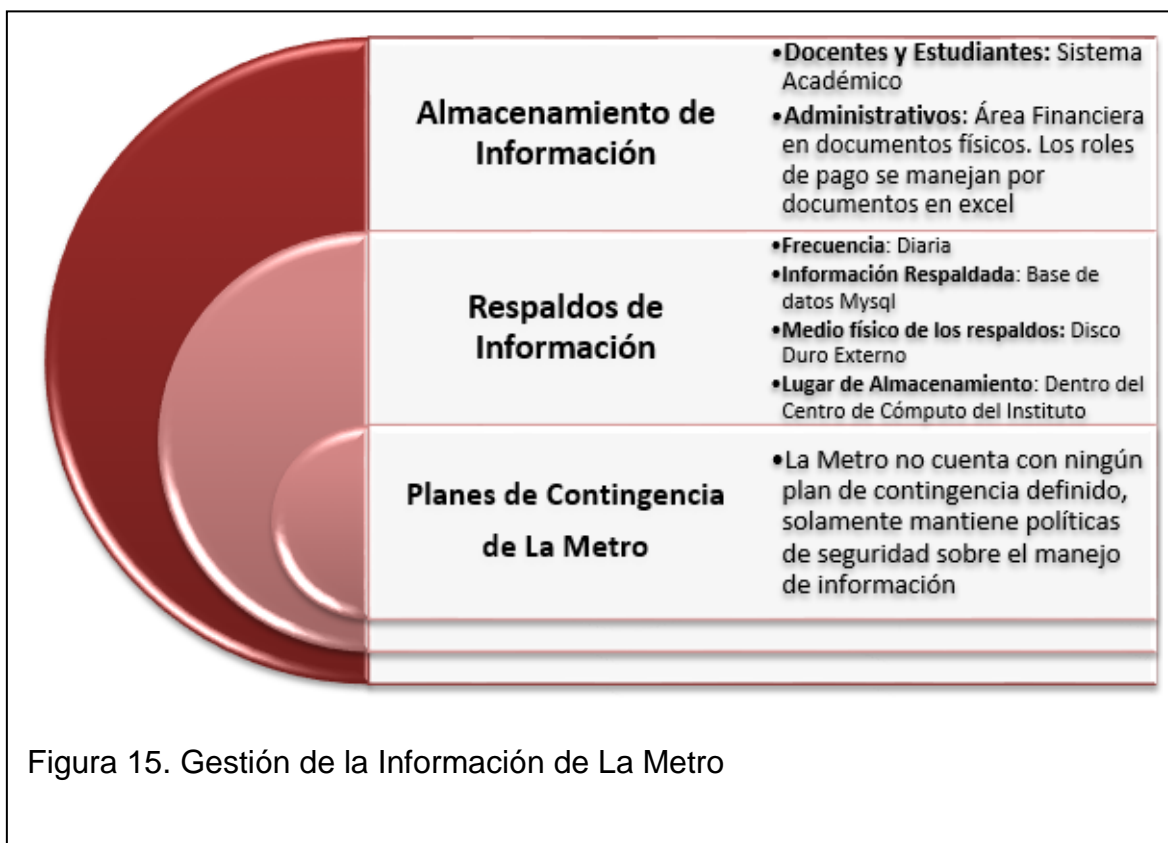 Almacenamiento de
Información
•Docentes y Estudiantes: Sistema
Académico
•Administrativos: Área Financiera
en documentos físicos. Los roles
de pago se manejan por
documentos en excel
Respaldos de
Información
•Frecuencia: Diaria
•Información Respaldada: Base de
datos Mysql
•Medio físico de los respaldos: Disco
Duro Externo
•Lugar de Almacenamiento: Dentro del
Centro de Cómputo del Instituto
Planes de Contingencia
de La Metro
•La Metro no cuenta con ningún
plan de contingencia definido,
solamente mantiene políticas
de seguridad sobre el manejo
de información
Figura 15. Gestión de la Información de La Metro